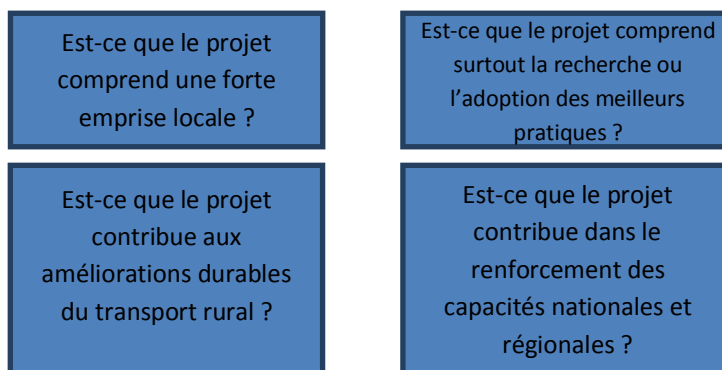 Est-ce que le projet
comprend une forte
emprise locale ?
Est-ce que le projet comprend
surtout la recherche ou
l’adoption des meilleurs
pratiques ?
Est-ce que le projet
contribue aux
améliorations durables
du transport rural ?
Est-ce que le projet
contribue dans le
renforcement des
capacités nationales et
régionales ?